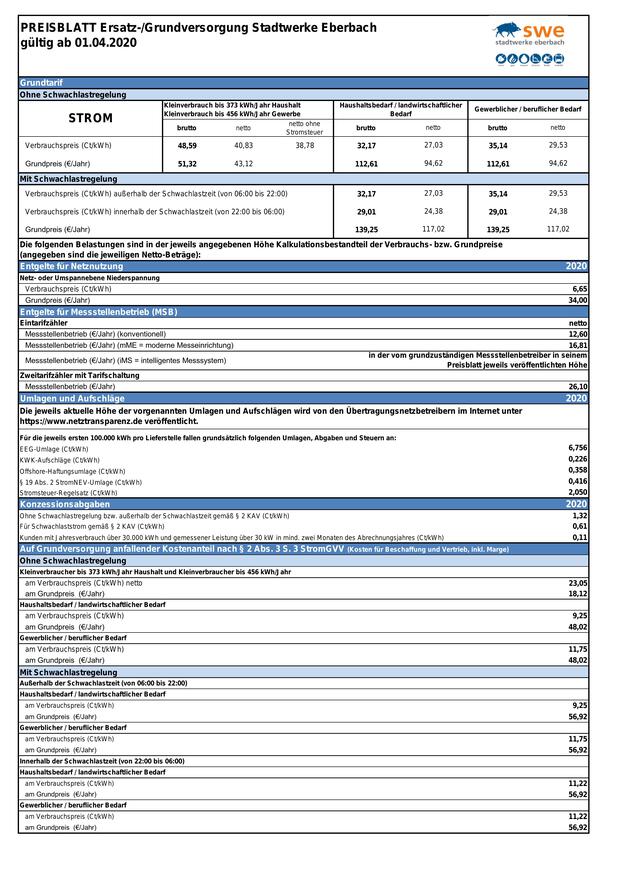 PREISBLATT Ersatz-/Grundversorgung Stadtwerke Eberbach
gültig ab 01.04.2020
swe
stadtwerke eberbach
Grundtarif
Ohne Schwachlastregelung
STROM
Kleinverbrauch bis 373 kWh/Jahr Haushalt
Kleinverbrauch bis 456 kWh/Jahr Gewerbe
Haushaltsbedarf / landwirtschaftlicher
Bedarf
Gewerblicher / beruflicher Bedarf
brutto netto netto ohne Stromsteuer brutto netto brutto netto
Verbrauchspreis (Ct/kWh) 48,59 40,83 38,78 32,17 27,03 35,14 29,53
Grundpreis (€/Jahr) 51,32 43,12 112,61 94,62 112,61 94,62
Mit Schwachlastregelung
Verbrauchspreis (Ct/kWh) außerhalb der Schwachlastzeit (von 06:00 bis 22:00) 32,17 27,03 35,14 29,53
Verbrauchspreis (Ct/kWh) innerhalb der Schwachlastzeit (von 22:00 bis 06:00) 29,01 24,38 29,01 24,38
Grundpreis (€/Jahr) 139,25 117,02 139,25 117,02
Die folgenden Belastungen sind in der jeweils angegebenen Höhe Kalkulationsbestandteil der Verbrauchs- bzw. Grundpreise
(angegeben sind die jeweiligen Netto-Beträge):
Entgelte für Netznutzung 2020
Netz- oder Umspannebene Niederspannung
Verbrauchspreis (Ct/kWh) 6,65
Grundpreis (€/Jahr) 34,00
Entgelte für Messstellenbetrieb (MSB)
Eintarifzähler netto
Messstellenbetrieb (€/Jahr) (konventionell) 12,60
Messstellenbetrieb (€/Jahr) (mME = moderne Messeinrichtung) 16,81
Messstellenbetrieb (€/Jahr) (iMS = intelligentes Messsystem) in der vom grundzuständigen Messstellenbetreiber in seinem
Preisblatt jeweils veröffentlichten Höhe
Zweitarifzähler mit Tarifschaltung
Messstellenbetrieb (€/Jahr) 26,10
Umlagen und Aufschläge 2020
Die jeweils aktuelle Höhe der vorgenannten Umlagen und Aufschlägen wird von den Übertragungsnetzbetreibern im Internet unter
https://www.netztransparenz.de veröffentlicht.
Für die jeweils ersten 100.000 kWh pro Lieferstelle fallen grundsätzlich folgenden Umlagen, Abgaben und Steuern an:
EEG-Umlage (Ct/kWh) 6,756
KWK-Aufschläge (Ct/kWh) 0,226
Offshore-Haftungsumlage (Ct/kWh) 0,358
§ 19 Abs. 2 StromNEV-Umlage (Ct/kWh) 0,416
Stromsteuer-Regelsatz (Ct/kWh) 2,050
Konzessionsabgaben 2020
Ohne Schwachlastregelung bzw. außerhalb der Schwachlastzeit gemäß § 2 KAV (Ct/kWh) 1,32
Für Schwachlaststrom gemäß § 2 KAV (Ct/kWh) 0,61
Kunden mit Jahresverbrauch über 30.000 kWh und gemessener Leistung über 30 kW in mind. zwei Monaten des Abrechnungsjahres (Ct/kWh) 0,11
Auf Grundversorgung anfallender Kostenanteil nach § 2 Abs. 3 S. 3 StromGVV (Kosten für Beschaffung und Vertrieb, inkl. Marge)
Ohne Schwachlastregelung
Kleinverbraucher bis 373 kWh/Jahr Haushalt und Kleinverbraucher bis 456 kWh/Jahr
am Verbrauchspreis (Ct/kWh) netto 23,05
am Grundpreis (€/Jahr) 18,12
Haushaltsbedarf / landwirtschaftlicher Bedarf
am Verbrauchspreis (Ct/kWh) 9,25
am Grundpreis (€/Jahr) 48,02
Gewerblicher / beruflicher Bedarf
am Verbrauchspreis (Ct/kWh) 11,75
am Grundpreis (€/Jahr) 48,02
Mit Schwachlastregelung
Außerhalb der Schwachlastzeit (von 06:00 bis 22:00)
Haushaltsbedarf / landwirtschaftlicher Bedarf
am Verbrauchspreis (Ct/kWh) 9,25
am Grundpreis (€/Jahr) 56,92
Gewerblicher / beruflicher Bedarf
am Verbrauchspreis (Ct/kWh) 11,75
am Grundpreis (€/Jahr) 56,92
Innerhalb der Schwachlastzeit (von 22:00 bis 06:00)
Haushaltsbedarf / landwirtschaftlicher Bedarf
am Verbrauchspreis (Ct/kWh) 11,22
am Grundpreis (€/Jahr) 56,92
Gewerblicher / beruflicher Bedarf
am Verbrauchspreis (Ct/kWh) 11,22
am Grundpreis (€/Jahr) 56,92